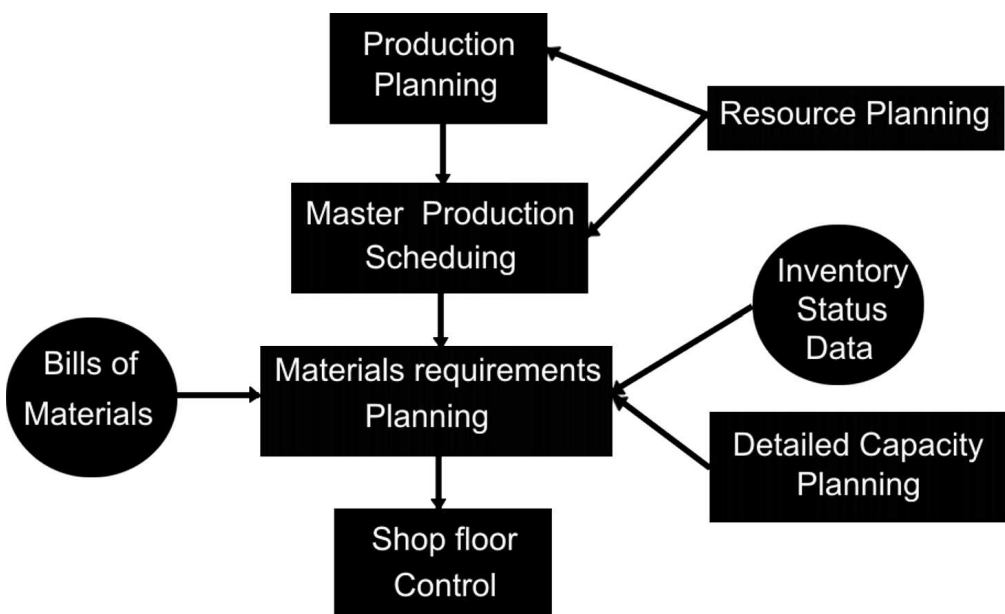 Production
Planning
Resource Planning
Master Production
Scheduing
Inventory
Status
Data
Bills of
Materials
Materials requirements
Planning
Detailed Capacity
Planning
Shop floor
Control